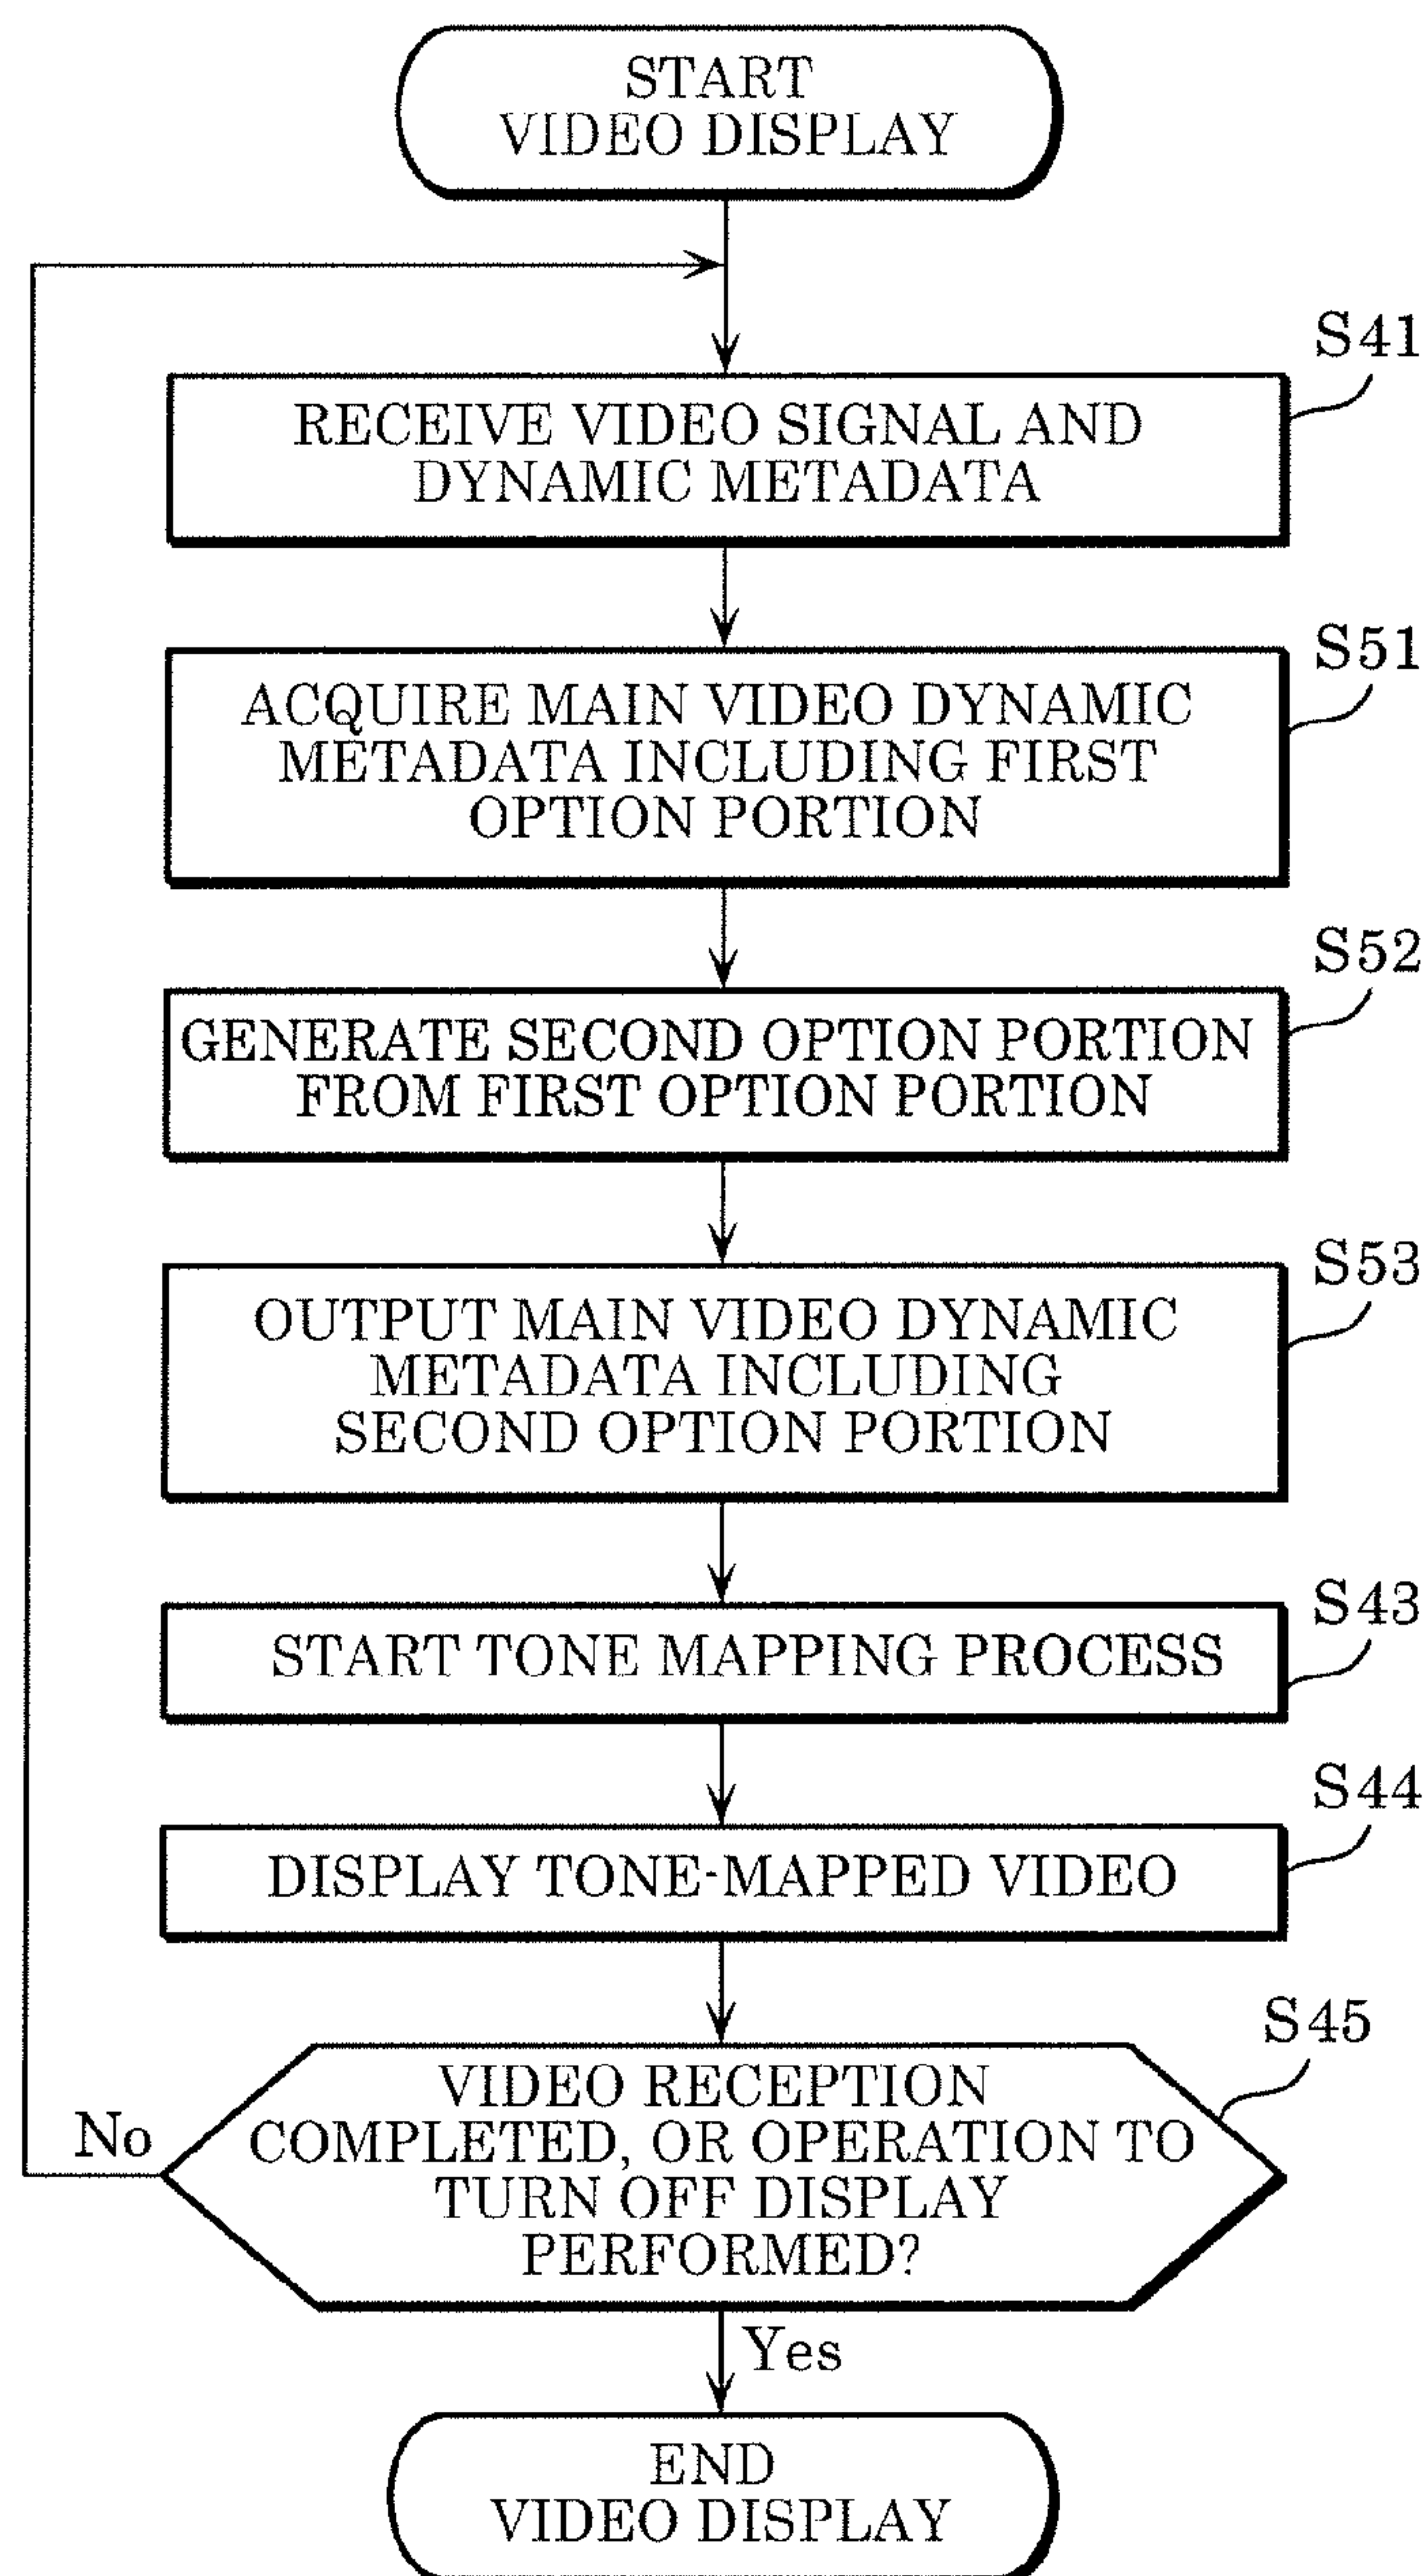 START
VIDEO DISPLAY
S41
RECEIVE VIDEO SIGNAL AND
DYNAMIC METADATA
S51
ACQUIRE MAIN VIDEO DYNAMIC
METADATA INCLUDING FIRST
OPTION PORTION
S52
GENERATE SECOND OPTION PORTION
FROM FIRST OPTION PORTION
S53
OUTPUT MAIN VIDEO DYNAMIC
METADATA INCLUDING
SECOND OPTION PORTION
S43
START TONE MAPPING PROCESS
S44
DISPLAY TONE-MAPPED VIDEO
S45
VIDEO RECEPTION
COMPLETED, OR OPERATION TO
TURN OFF DISPLAY
PERFORMED?
No
Yes
END
VIDEO DISPLAY